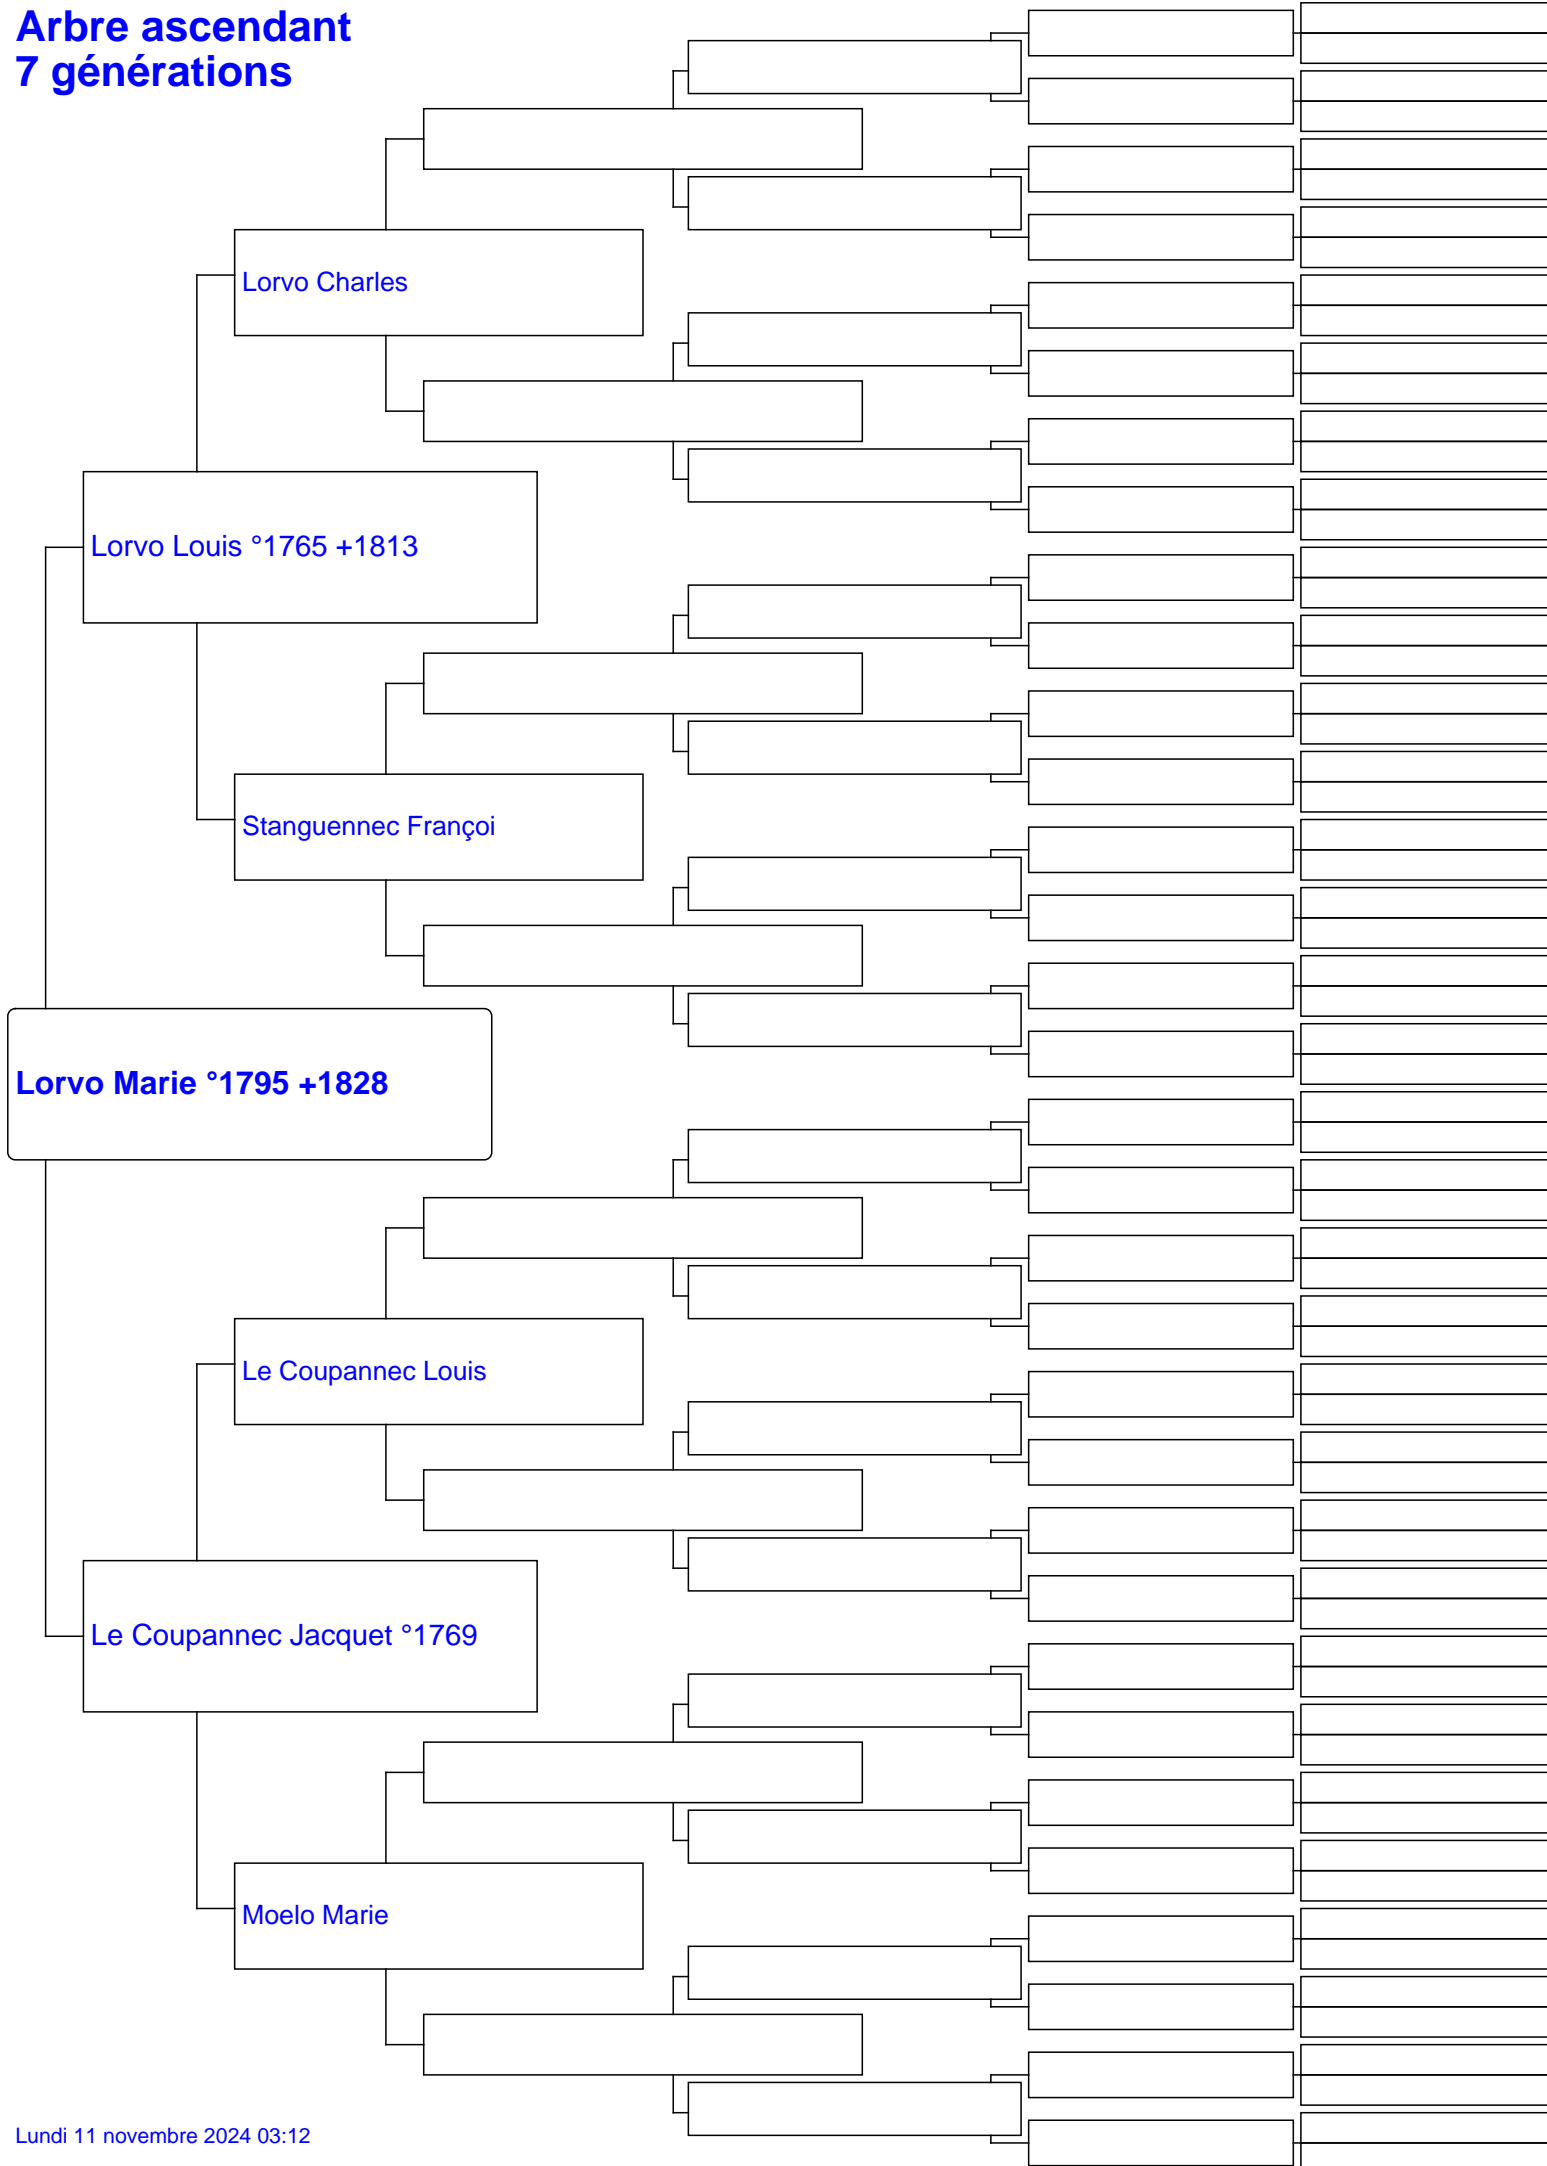 Arbre ascendant
7 générations
Lorvo Charles
Lorvo Louis °1765 +1813
Stanguennec Françoi
Lorvo Marie °1795 +1828
Le Coupannec Louis
Le Coupannec Jacquet °1769
Moelo Marie
Lundi 11 novembre 2024 03:12